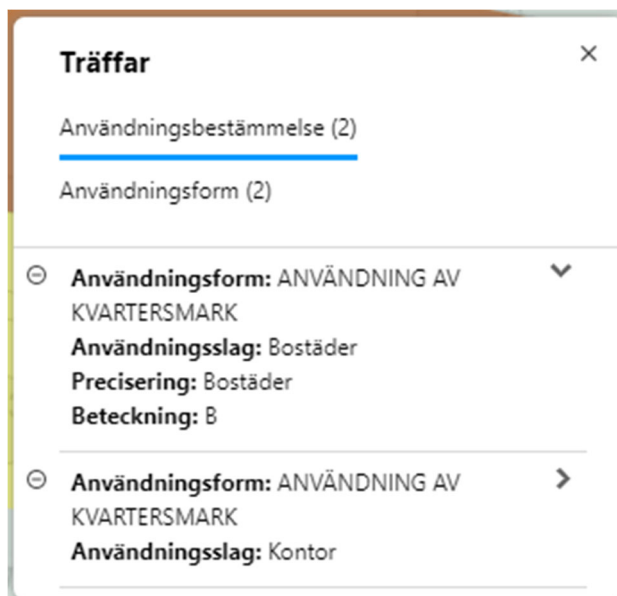 Träffar
Användningsbestämmelse (2)
Användningsform (2)
Användningsform: ANVÄNDNING AV
KVARTERSMARK
Användningsslag: Bostäder
Precisering: Bostäder
Beteckning: B
Användningsform: ANVÄNDNING AV
KVARTERSMARK
Användningsslag: Kontor